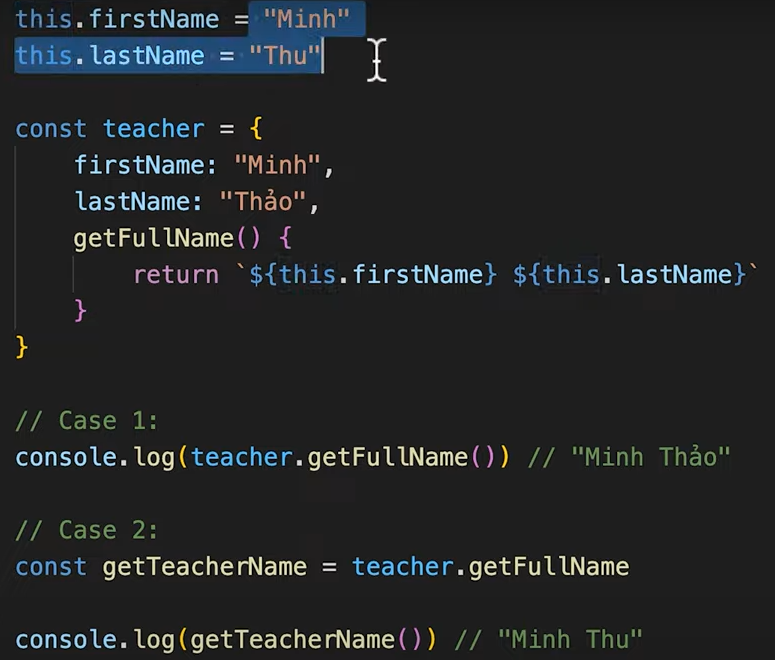 this.firstName = "Minh"
this.lastName = "Thu"
const teacher = {
    firstName: "Minh",
    lastName: "Thảo",
    getFullName() {
        return `${this.firstName} ${this.lastName}`
    }
}
// Case 1:
console.log(teacher.getFullName()) // "Minh Thảo"
// Case 2:
const getTeacherName = teacher.getFullName
console.log(getTeacherName()) // "Minh Thu"